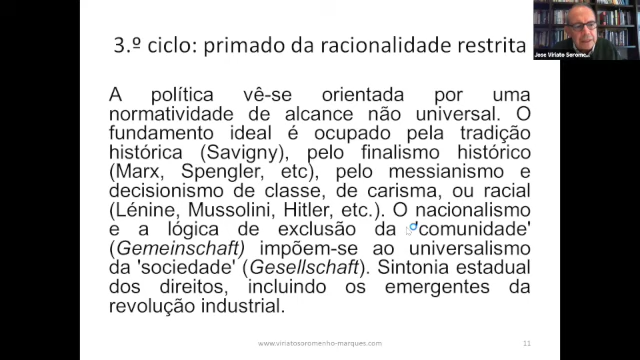 3.º ciclo: primado da racionalidade restrita
A política vê-se orientada por uma
normatividade de alcance não universal. O
fundamento ideal é ocupado pela tradição
histórica (Savigny), pelo finalismo histórico
(Marx, Spengler, etc), pelo messianismo e
decisionismo de classe, de carisma, ou racial
(Lénine, Mussolini, Hitler, etc.). O nacionalismo
e a lógica de exclusão da 'comunidade'
(Gemeinschaft) impõem-se ao universalismo
da 'sociedade' (Gesellschaft). Sintonia estadual
dos direitos, incluindo os emergentes da
revolução industrial.
www.viriatosoromenho-marques.com
11
Jose Viriato Sorome...